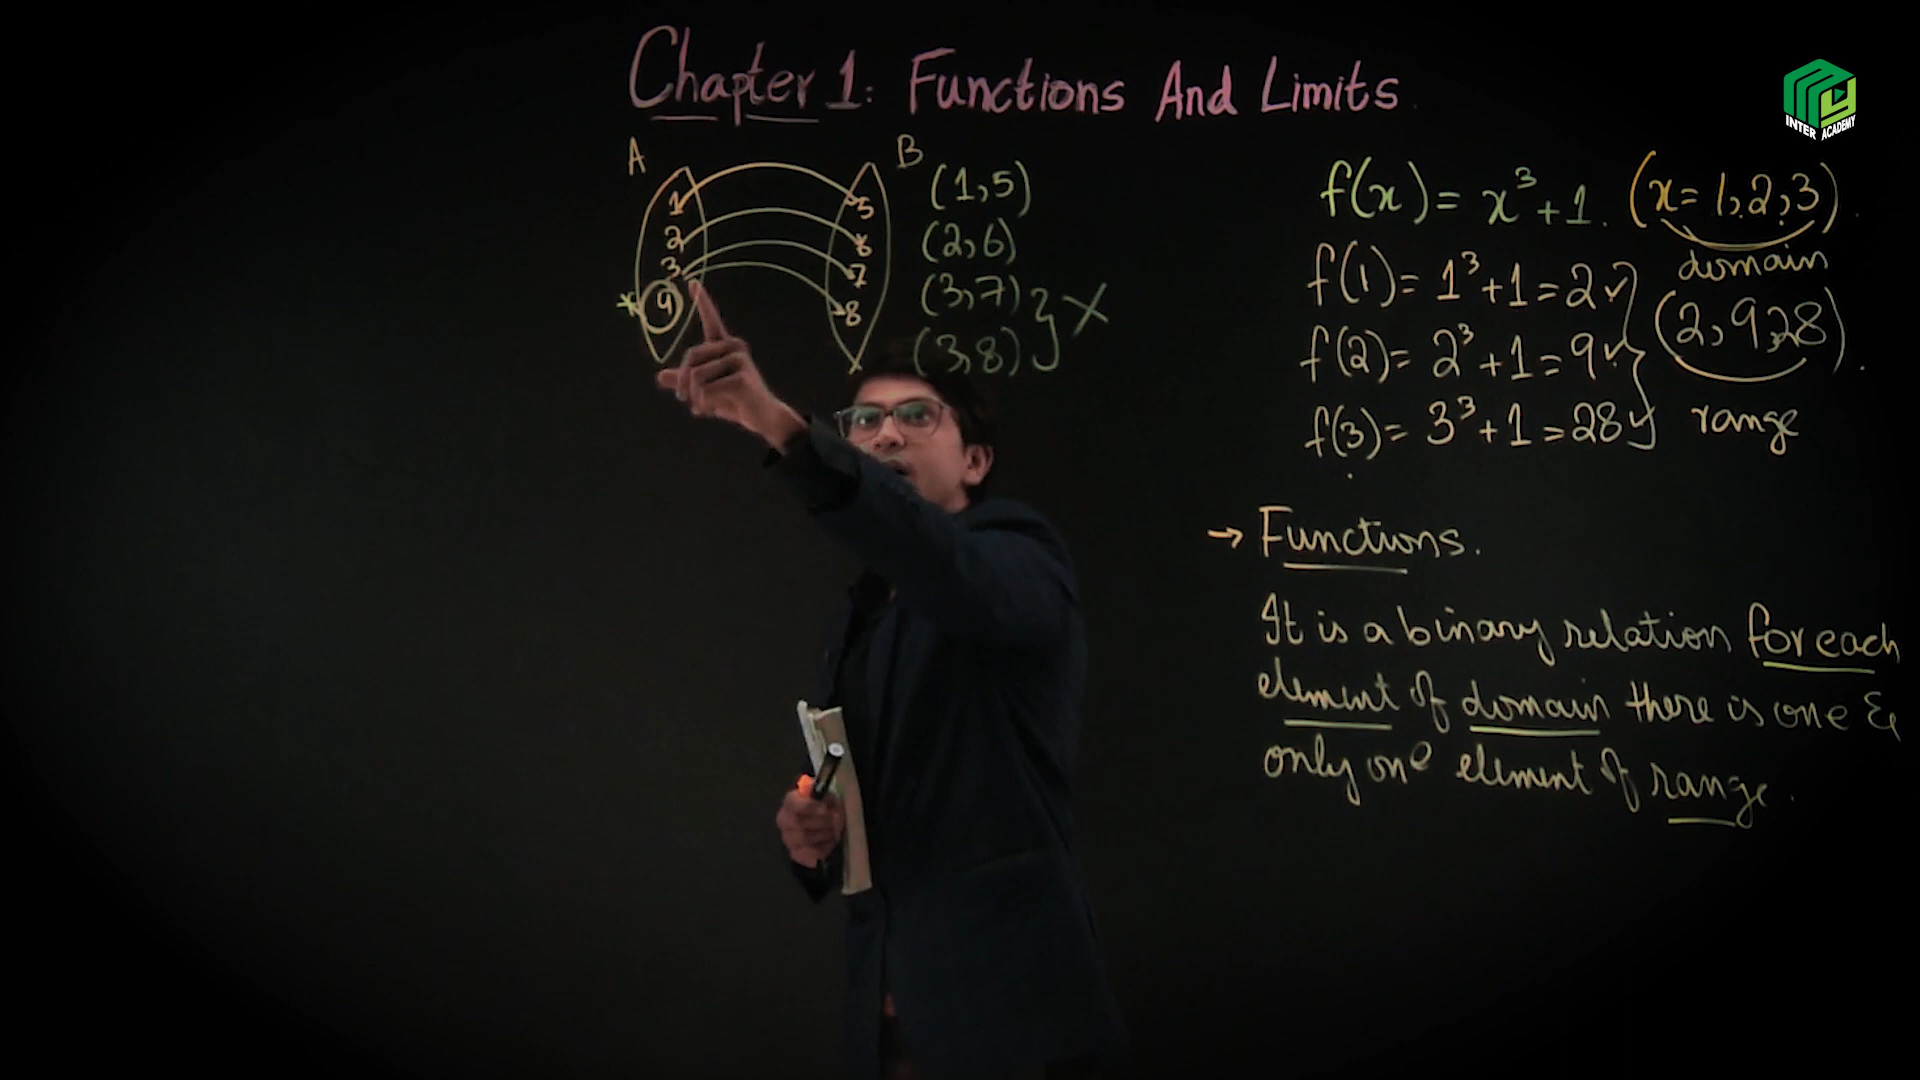 Chapter 1: Functions And Limits
INTER ACADEMY
A
B
1
2
3
4
5
6
7
8
(1,5)
(2,6)
(3,7)
(3,8)
} X
f(x) = x³+1. (x=1,2,3).
domain
f(1) = 1³+1=2✓
f(2) = 2³+1=9✓
f(3) = 3³+1=28✓
(2,9,28).
range
→ Functions.
It is a binary relation for each
element of domain there is one &
only one element of range.